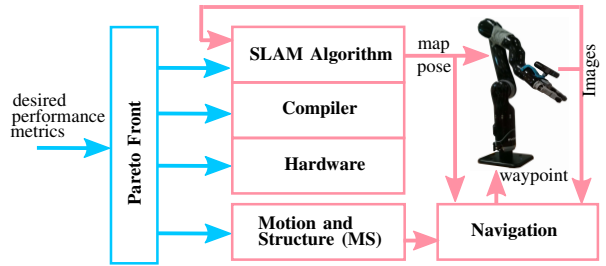 desired
performance
metrics
Pareto Front
SLAM Algorithm
Compiler
Hardware
Motion and
Structure (MS)
map
pose
Images
waypoint
Navigation